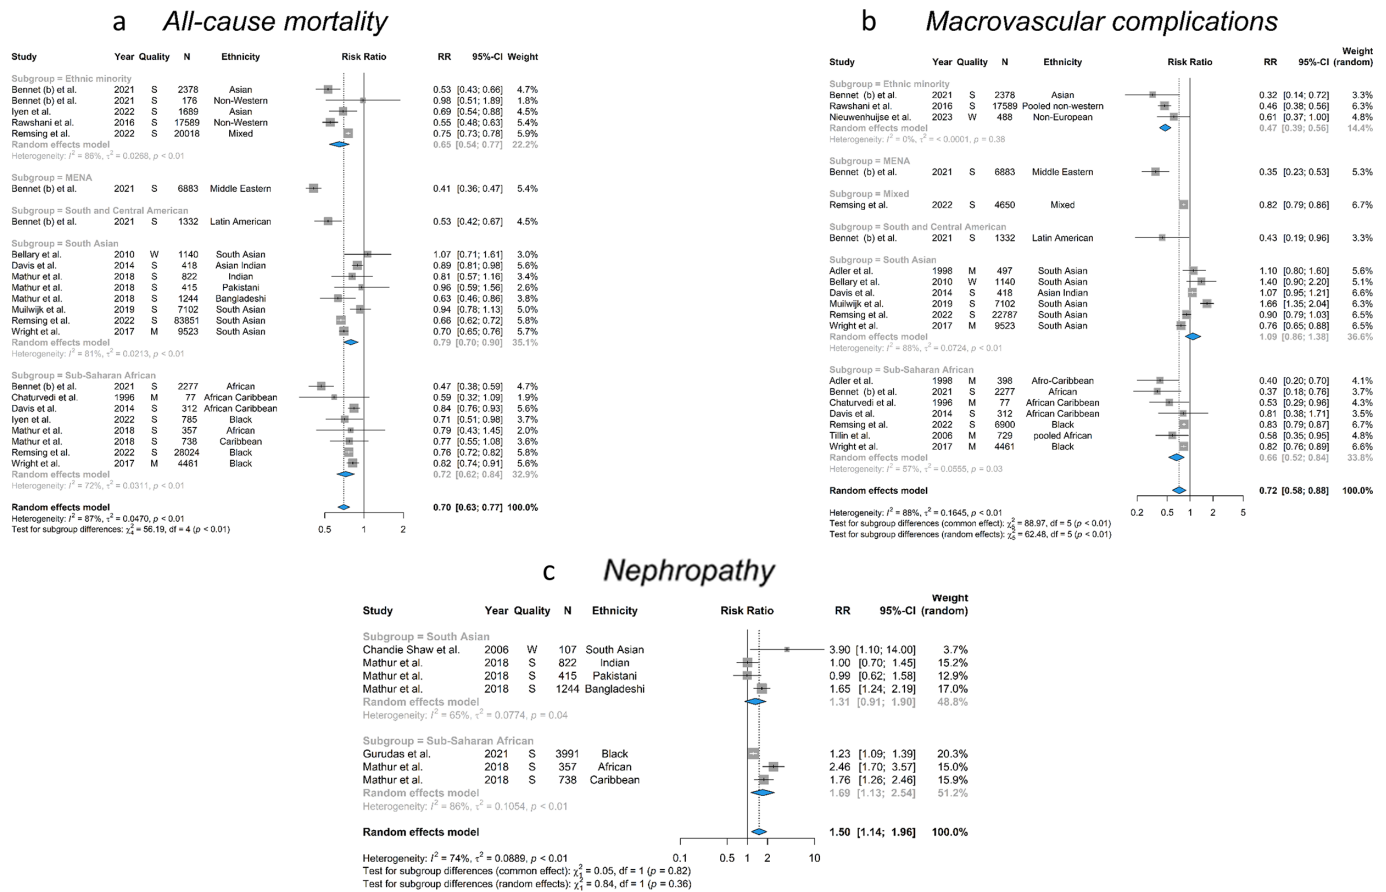 a All-cause mortality
Study Year Quality N Ethnicity Risk Ratio RR 95%-CI Weight
Subgroup = Ethnic minority
Bennet (b) et al. 2021 S 2378 Asian 0.53 [0.43; 0.66] 4.7%
Bennet (b) et al. 2021 S 176 Non-Western 0.98 [0.51; 1.89] 1.8%
Iyen et al. 2022 S 1689 Asian 0.69 [0.54; 0.88] 4.5%
Rawshani et al. 2016 S 17589 Non-Western 0.55 [0.48; 0.63] 5.4%
Remsing et al. 2022 S 20018 Mixed 0.75 [0.73; 0.78] 5.9%
Random effects model 0.65 [0.54; 0.77] 22.2%
Heterogeneity: I² = 88%, τ² = 0.0268, p < 0.01
Subgroup = MENA
Bennet (b) et al. 2021 S 6883 Middle Eastern 0.41 [0.36; 0.47] 5.4%
Subgroup = South and Central American
Bennet (b) et al. 2021 S 1332 Latin American 0.53 [0.42; 0.67] 4.5%
Subgroup = South Asian
Bellary et al. 2010 W 1140 South Asian 1.07 [0.71; 1.61] 3.0%
Davis et al. 2014 S 418 Asian Indian 0.89 [0.81; 0.98] 5.6%
Mathur et al. 2018 S 822 Indian 0.81 [0.57; 1.16] 3.4%
Mathur et al. 2018 S 415 Pakistani 0.96 [0.59; 1.56] 2.6%
Mathur et al. 2018 S 1244 Bangladeshi 0.63 [0.46; 0.86] 3.8%
Muilwijk et al. 2019 S 7102 South Asian 0.94 [0.78; 1.13] 5.0%
Remsing et al. 2022 S 83851 South Asian 0.66 [0.62; 0.72] 5.8%
Wright et al. 2017 M 9523 South Asian 0.70 [0.65; 0.76] 5.7%
Random effects model 0.79 [0.70; 0.90] 35.1%
Heterogeneity: I² = 81%, τ² = 0.0213, p < 0.01
Subgroup = Sub-Saharan African
Bennet (b) et al. 2021 S 2277 African 0.47 [0.38; 0.59] 4.7%
Chaturvedi et al. 1996 M 77 African Caribbean 0.59 [0.32; 1.09] 1.9%
Davis et al. 2014 S 312 African Caribbean 0.84 [0.76; 0.93] 5.6%
Iyen et al. 2022 S 785 Black 0.71 [0.51; 0.98] 3.7%
Mathur et al. 2018 S 357 African 0.79 [0.43; 1.45] 2.0%
Mathur et al. 2018 S 738 Caribbean 0.77 [0.55; 1.08] 3.6%
Remsing et al. 2022 S 28024 Black 0.76 [0.72; 0.82] 5.8%
Wright et al. 2017 M 4461 Black 0.82 [0.74; 0.91] 5.6%
Random effects model 0.72 [0.62; 0.84] 32.9%
Heterogeneity: I² = 72%, τ² = 0.0311, p < 0.01
Random effects model 0.70 [0.63; 0.77] 100.0%
Heterogeneity: I² = 87%, τ² = 0.0470, p < 0.01
Test for subgroup differences: χ²₄ = 56.19, df = 4 (p < 0.01)
0.5 1 2
b Macrovascular complications
Study Year Quality N Ethnicity Risk Ratio RR 95%-CI Weight (random)
Subgroup = Ethnic minority
Bennet (b) et al. 2021 S 2378 Asian 0.32 [0.14; 0.72] 3.3%
Rawshani et al. 2016 S 17589 Pooled non-western 0.46 [0.38; 0.56] 6.3%
Nieuwenhuijse et al. 2023 W 488 Non-European 0.61 [0.37; 1.00] 4.8%
Random effects model 0.47 [0.39; 0.56] 14.4%
Heterogeneity: I² = 0%, τ² = < 0.0001, p = 0.38
Subgroup = MENA
Bennet (b) et al. 2021 S 6883 Middle Eastern 0.35 [0.23; 0.53] 5.3%
Subgroup = Mixed
Remsing et al. 2022 S 4650 Mixed 0.82 [0.79; 0.86] 6.7%
Subgroup = South and Central American
Bennet (b) et al. 2021 S 1332 Latin American 0.43 [0.19; 0.96] 3.3%
Subgroup = South Asian
Adler et al. 1998 M 497 South Asian 1.10 [0.80; 1.60] 5.6%
Bellary et al. 2010 W 1140 South Asian 1.40 [0.90; 2.20] 5.1%
Davis et al. 2014 S 418 Asian Indian 1.07 [0.95; 1.21] 6.6%
Muilwijk et al. 2019 S 7102 South Asian 1.66 [1.35; 2.04] 6.3%
Remsing et al. 2022 S 22787 South Asian 0.90 [0.79; 1.03] 6.5%
Wright et al. 2017 M 9523 South Asian 0.76 [0.65; 0.88] 6.5%
Random effects model 1.09 [0.86; 1.38] 36.6%
Heterogeneity: I² = 88%, τ² = 0.0724, p < 0.01
Subgroup = Sub-Saharan African
Adler et al. 1998 M 398 Afro-Caribbean 0.40 [0.20; 0.70] 4.1%
Bennet (b) et al. 2021 S 2277 African 0.37 [0.18; 0.76] 3.7%
Chaturvedi et al. 1996 M 77 African Caribbean 0.53 [0.29; 0.96] 4.3%
Davis et al. 2014 S 312 African Caribbean 0.81 [0.38; 1.71] 3.5%
Remsing et al. 2022 S 6900 Black 0.83 [0.79; 0.87] 6.7%
Tillin et al. 2006 M 729 pooled African 0.58 [0.35; 0.95] 4.8%
Wright et al. 2017 M 4461 Black 0.82 [0.76; 0.89] 6.6%
Random effects model 0.66 [0.52; 0.84] 33.8%
Heterogeneity: I² = 57%, τ² = 0.0555, p = 0.03
Random effects model 0.72 [0.58; 0.88] 100.0%
Heterogeneity: I² = 88%, τ² = 0.1645, p < 0.01
Test for subgroup differences (common effect): χ²₅ = 88.97, df = 5 (p < 0.01)
Test for subgroup differences (random effects): χ²₅ = 62.48, df = 5 (p < 0.01)
0.2 0.5 1 2 5
c Nephropathy
Study Year Quality N Ethnicity Risk Ratio RR 95%-CI Weight (random)
Subgroup = South Asian
Chandie Shaw et al. 2006 W 107 South Asian 3.90 [1.10; 14.00] 3.7%
Mathur et al. 2018 S 822 Indian 1.00 [0.70; 1.45] 15.2%
Mathur et al. 2018 S 415 Pakistani 0.99 [0.62; 1.58] 12.9%
Mathur et al. 2018 S 1244 Bangladeshi 1.65 [1.24; 2.19] 17.0%
Random effects model 1.31 [0.91; 1.90] 48.8%
Heterogeneity: I² = 65%, τ² = 0.0774, p = 0.04
Subgroup = Sub-Saharan African
Gurudas et al. 2021 S 3991 Black 1.23 [1.09; 1.39] 20.3%
Mathur et al. 2018 S 357 African 2.46 [1.70; 3.57] 15.0%
Mathur et al. 2018 S 738 Caribbean 1.76 [1.26; 2.46] 15.9%
Random effects model 1.69 [1.13; 2.54] 51.2%
Heterogeneity: I² = 86%, τ² = 0.1054, p < 0.01
Random effects model 1.50 [1.14; 1.96] 100.0%
Heterogeneity: I² = 74%, τ² = 0.0889, p < 0.01
Test for subgroup differences (common effect): χ²₁ = 0.05, df = 1 (p = 0.82)
Test for subgroup differences (random effects): χ²₁ = 0.84, df = 1 (p = 0.36)
0.1 0.5 1 2 10